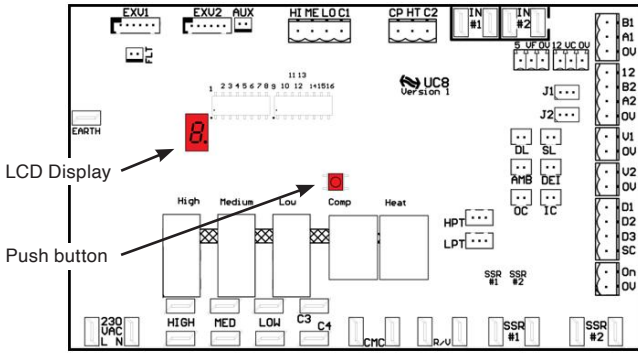 EXV1 EXV2 AUX HI ME LO C1 CP HT C2 IN #1 IN #2
FLT
5 VF 0V 12 VC 0V
B1
A1
0V
11 13
1 2 3 4 5 6 7 8 9 10 12 14 15 16
UC8
Version 1
12
B2
A2
0V
J1
J2
EARTH
8.
LCD Display
DL SL
V1
0V
AMB DEI
V2
0V
OC IC
High Medium Low Comp Heat
HPT
LPT
D1
D2
D3
SC
Push button
SSR #1 SSR #2
On
0V
230 VAC L N
HIGH MED LOW C3 C4
CMC R/V SSR #1 SSR #2